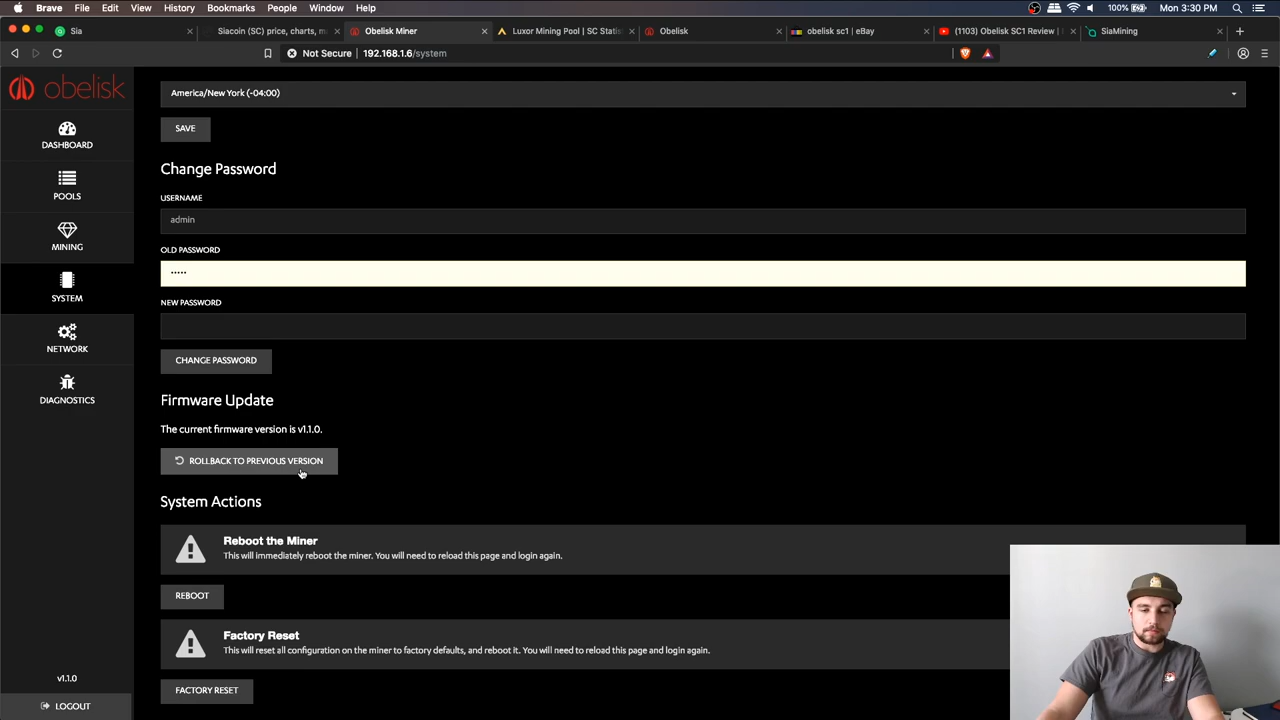 Brave File Edit View History Bookmarks People Window Help 100% Mon 3:30 PM
Sia Siacoin (SC) price, charts, m Obelisk Miner Luxor Mining Pool | SC Statis Obelisk obelisk sc1 | eBay (1103) Obelisk SC1 Review | SiaMining
Not Secure 192.168.1.6/system
obelisk
America/New York (-04:00)
SAVE
DASHBOARD
POOLS
MINING
SYSTEM
NETWORK
DIAGNOSTICS
Change Password
USERNAME
admin
OLD PASSWORD
•••••
NEW PASSWORD
CHANGE PASSWORD
Firmware Update
The current firmware version is v1.1.0.
ROLLBACK TO PREVIOUS VERSION
System Actions
Reboot the Miner
This will immediately reboot the miner. You will need to reload this page and login again.
REBOOT
Factory Reset
This will reset all configuration on the miner to factory defaults, and reboot it. You will need to reload this page and login again.
FACTORY RESET
v1.1.0
LOGOUT